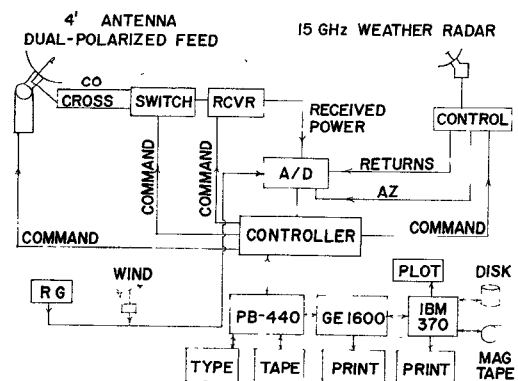 4' ANTENNA
DUAL-POLARIZED FEED
15 GHz WEATHER RADAR
CO
CROSS
SWITCH
RCVR
RECEIVED
POWER
CONTROL
COMMAND
COMMAND
A/D
RETURNS
AZ
COMMAND
CONTROLLER
COMMAND
WIND
RG
PLOT
DISK
PB-440
GE 1600
IBM
370
TYPE
TAPE
PRINT
PRINT
MAG
TAPE